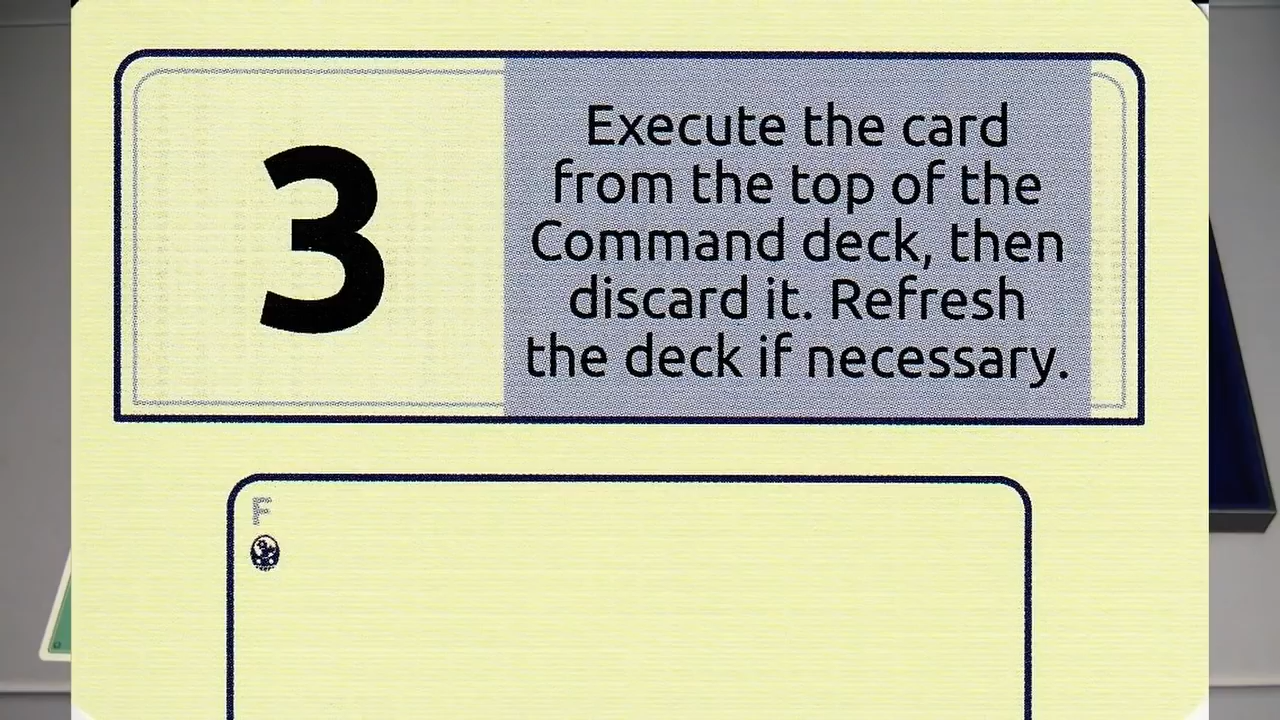 3
Execute the card
from the top of the
Command deck, then
discard it. Refresh
the deck if necessary.
F